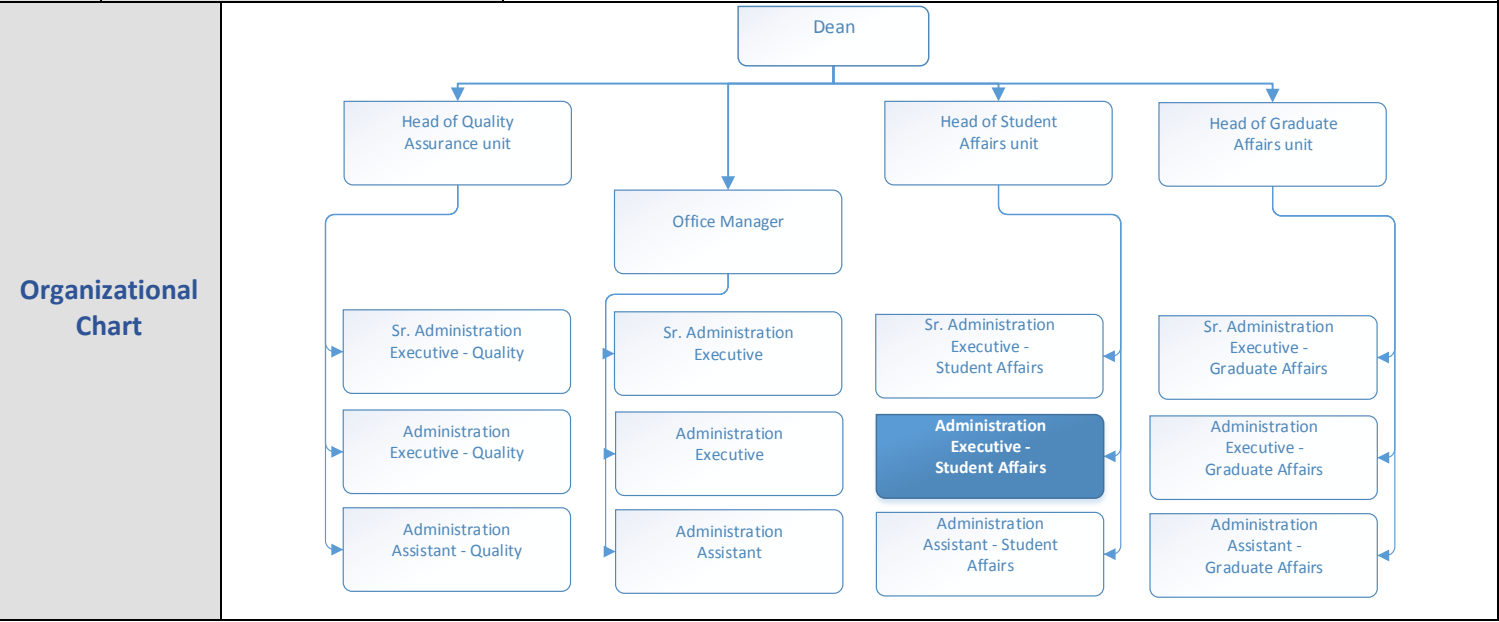 Organizational
Chart
Dean
Head of Quality
Assurance unit
Office Manager
Head of Student
Affairs unit
Head of Graduate
Affairs unit
Sr. Administration
Executive - Quality
Administration
Executive - Quality
Administration
Assistant - Quality
Sr. Administration
Executive
Administration
Executive
Administration
Assistant
Sr. Administration
Executive -
Student Affairs
Administration
Executive -
Student Affairs
Administration
Assistant - Student
Affairs
Sr. Administration
Executive -
Graduate Affairs
Administration
Executive -
Graduate Affairs
Administration
Assistant -
Graduate Affairs